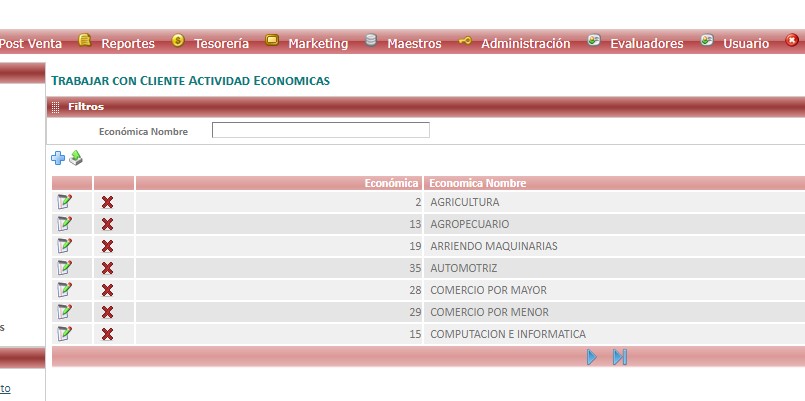 Post Venta Reportes Tesorería Marketing Maestros Administración Evaluadores Usuario
TRABAJAR CON CLIENTE ACTIVIDAD ECONOMICAS
Filtros
Económica Nombre
Económica Economica Nombre
2 AGRICULTURA
13 AGROPECUARIO
19 ARRIENDO MAQUINARIAS
35 AUTOMOTRIZ
28 COMERCIO POR MAYOR
29 COMERCIO POR MENOR
15 COMPUTACION E INFORMATICA
s
to